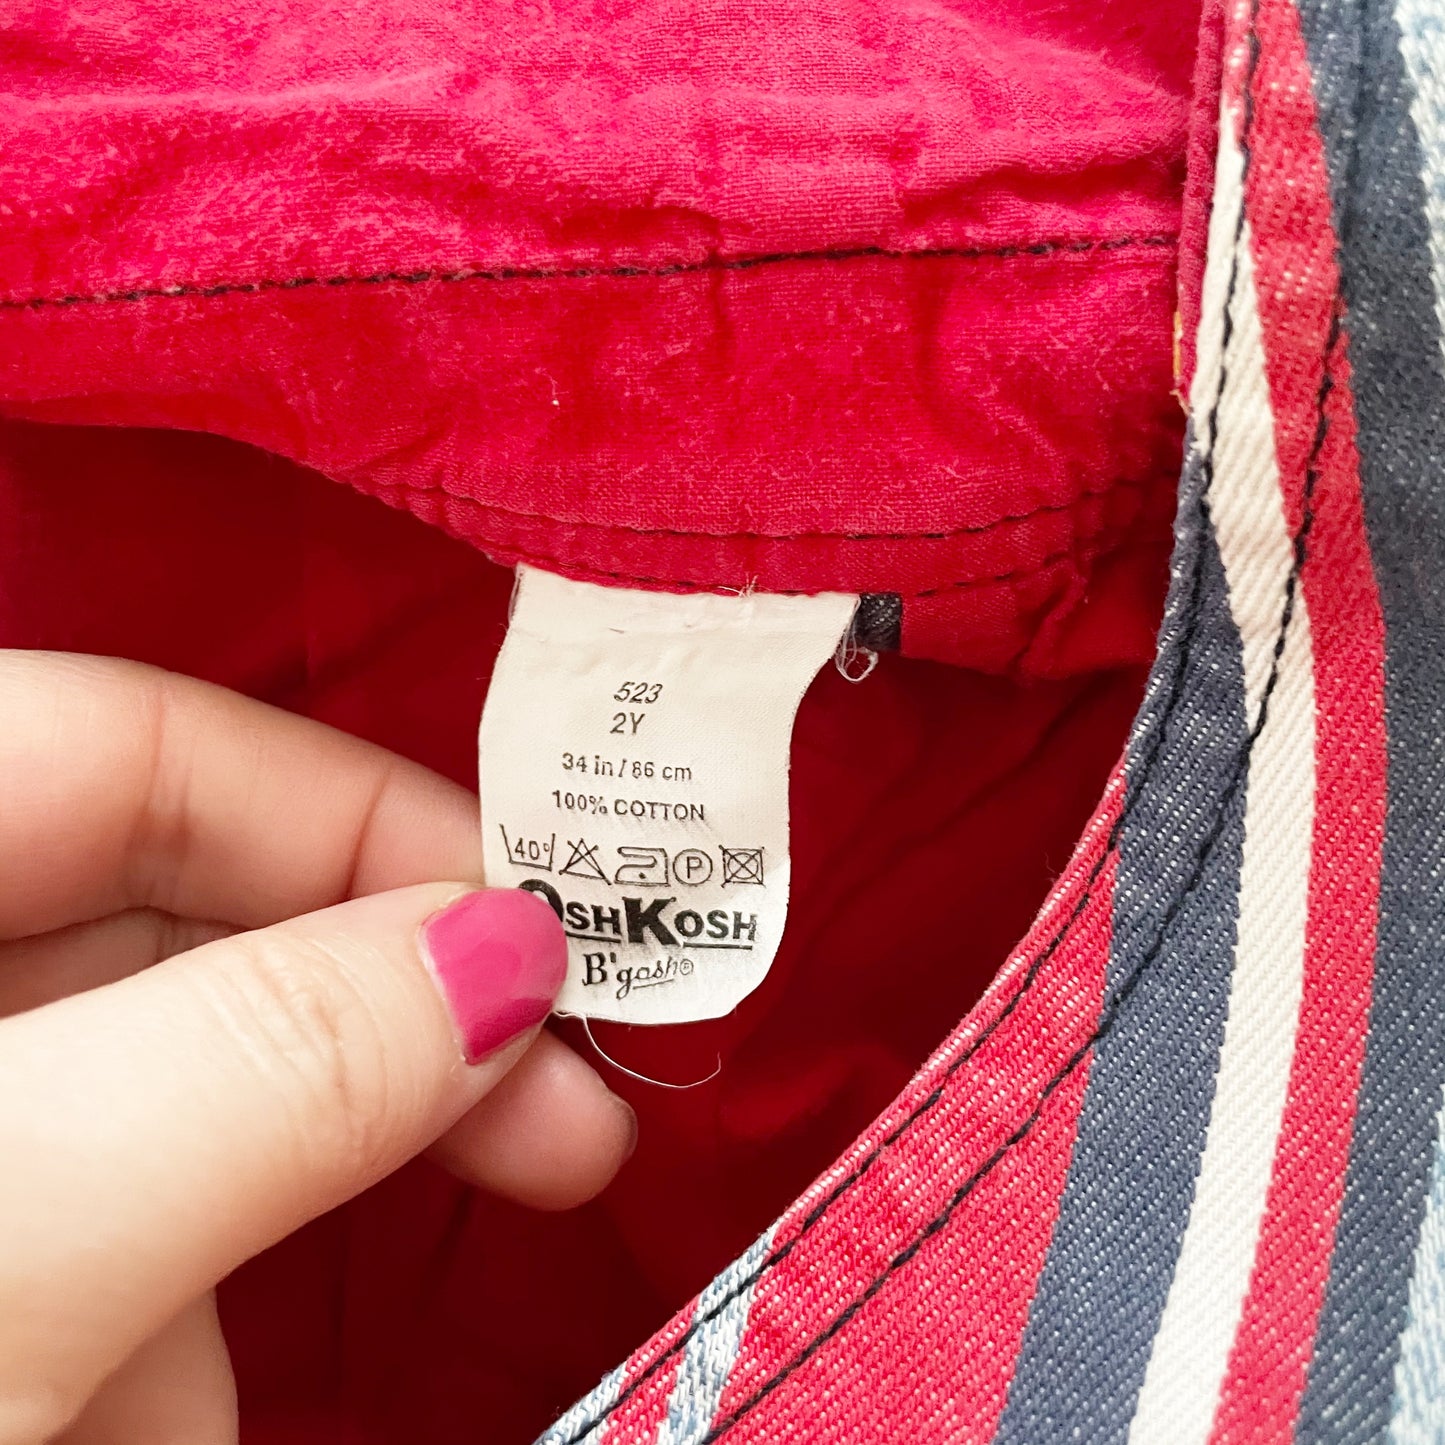 523
2Y
34 in / 86 cm
100% COTTON
40°
P
OSHKOSH
B'gosh®